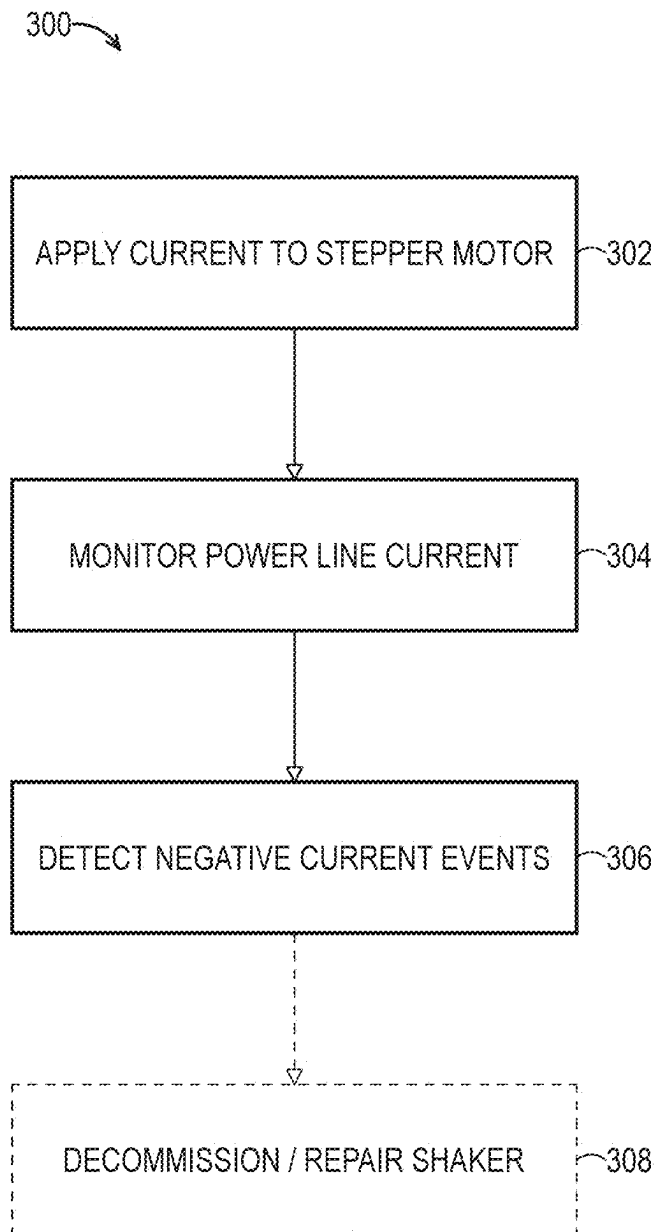 300
APPLY CURRENT TO STEPPER MOTOR
302
MONITOR POWER LINE CURRENT
304
DETECT NEGATIVE CURRENT EVENTS
306
DECOMMISSION / REPAIR SHAKER
308